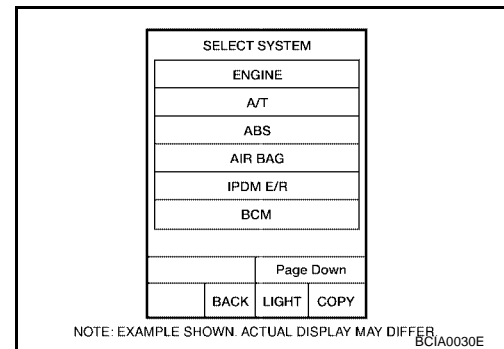 SELECT SYSTEM
ENGINE
A/T
ABS
AIR BAG
IPDM E/R
BCM
Page Down
BACK LIGHT COPY
NOTE: EXAMPLE SHOWN. ACTUAL DISPLAY MAY DIFFER.
BCIA0030E